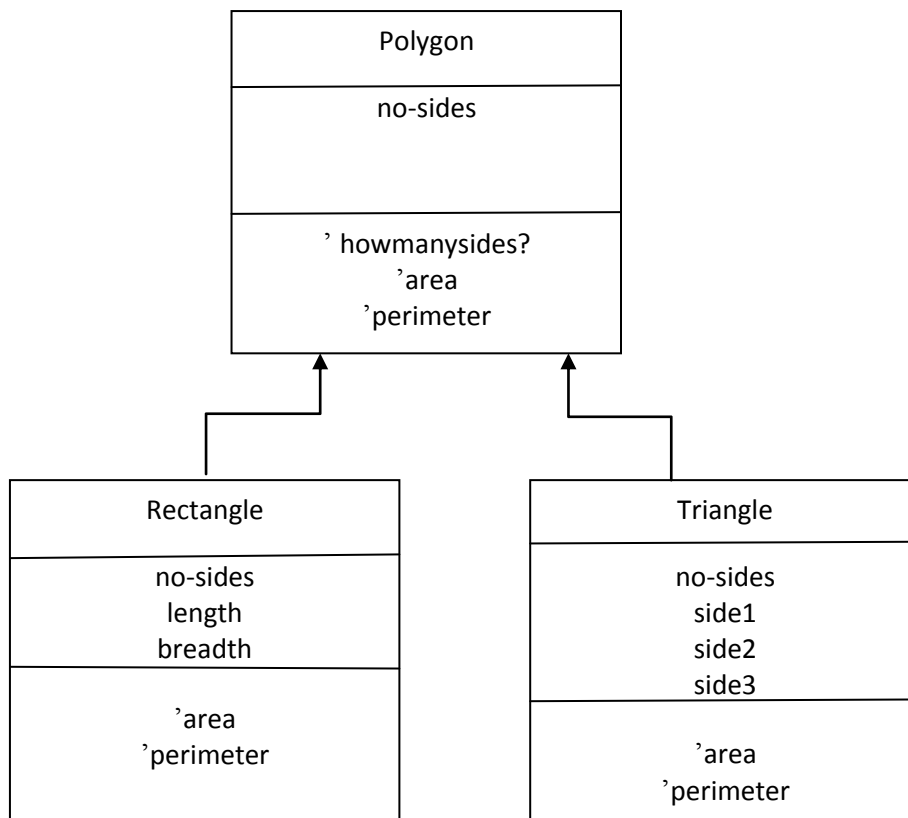 Polygon
no-sides
’ howmanysides?
’area
’perimeter
Rectangle
no-sides
length
breadth
’area
’perimeter
Triangle
no-sides
side1
side2
side3
’area
’perimeter